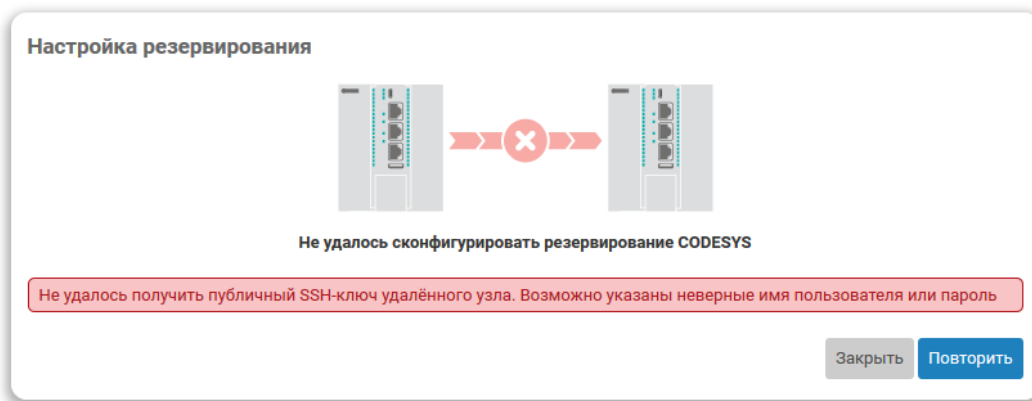 Настройка резервирования
Не удалось сконфигурировать резервирование CODESYS
Не удалось получить публичный SSH-ключ удалённого узла. Возможно указаны неверные имя пользователя или пароль
Закрыть Повторить